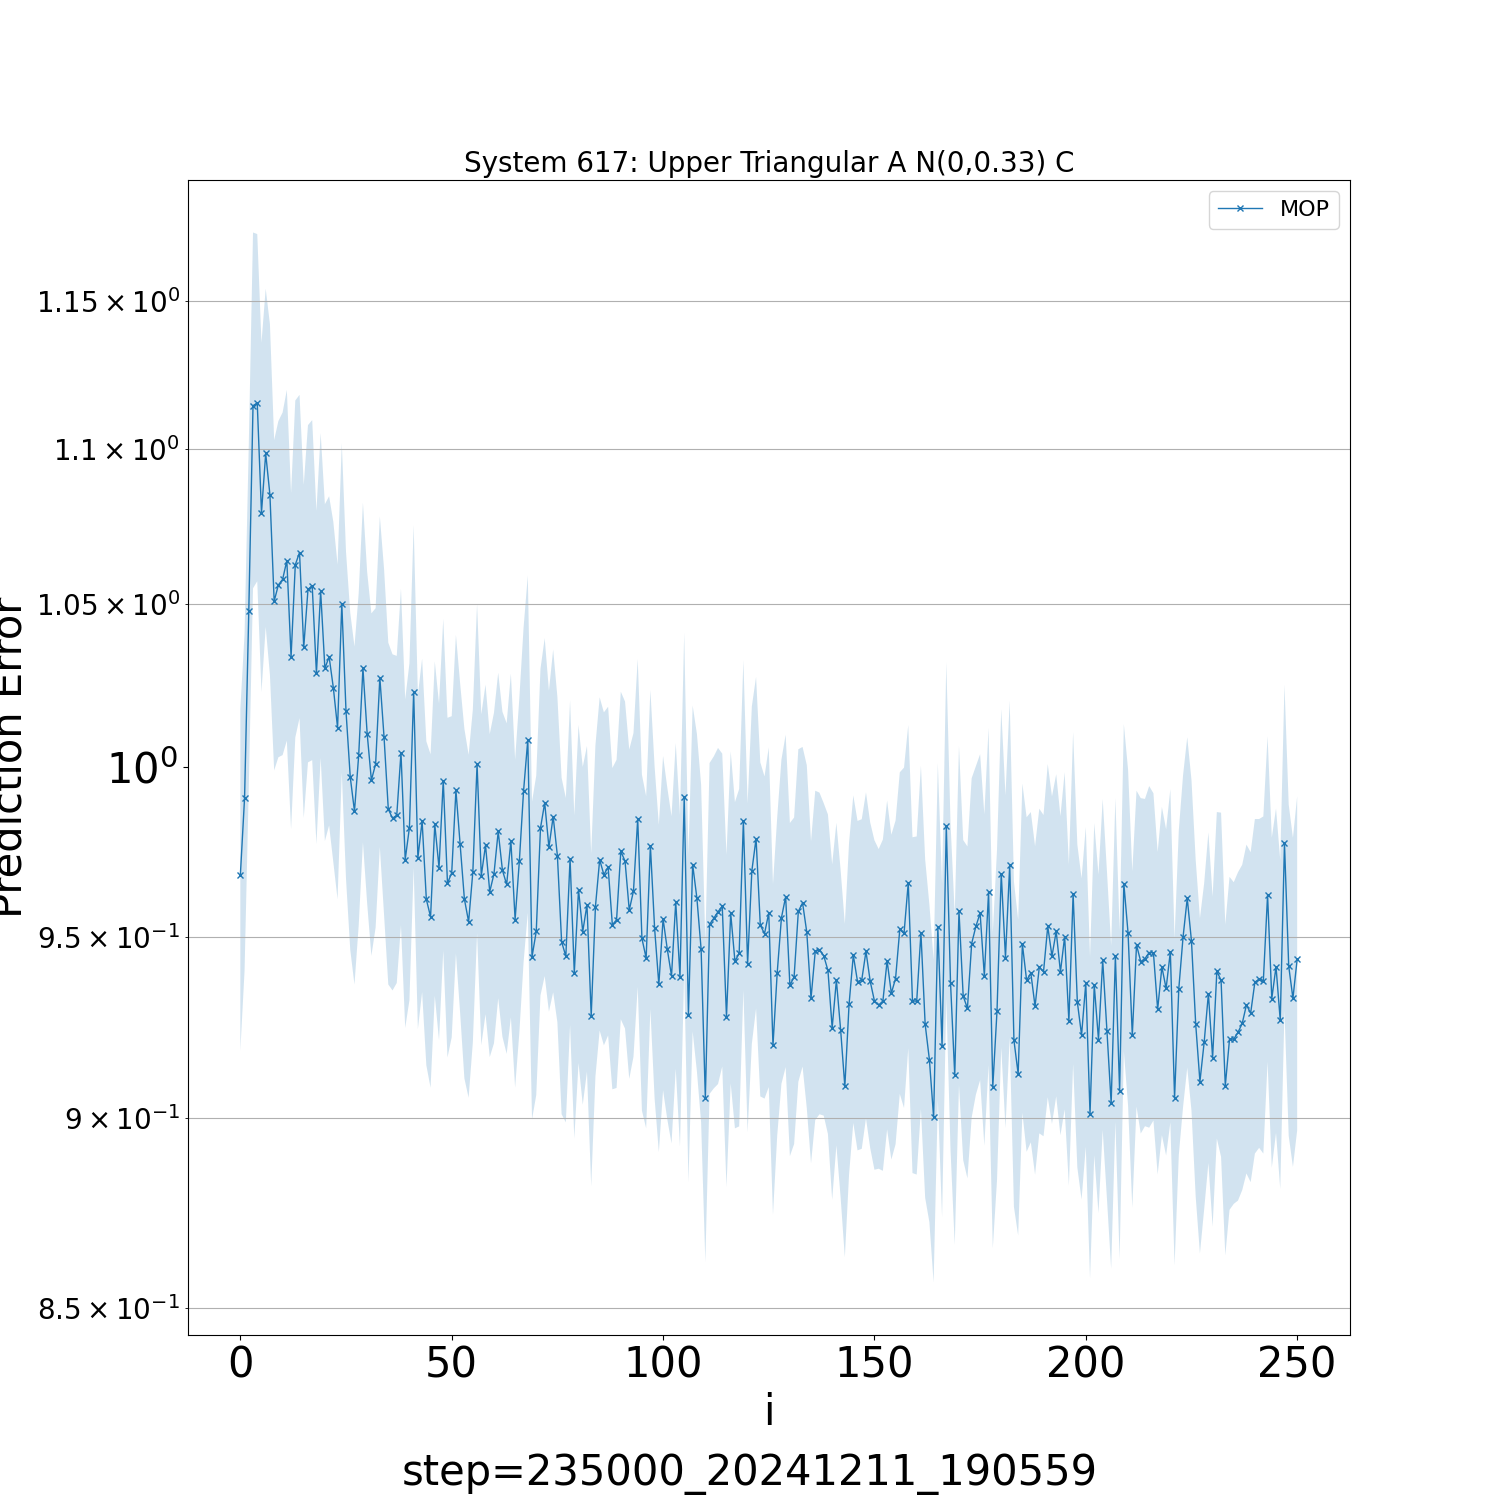 System 617: Upper Triangular A N(0,0.33) C
MOP
1.15 × 10⁰
1.1 × 10⁰
1.05 × 10⁰
10⁰
9.5 × 10⁻¹
9 × 10⁻¹
8.5 × 10⁻¹
Prediction Error
0 50 100 150 200 250
i
step=235000_20241211_190559